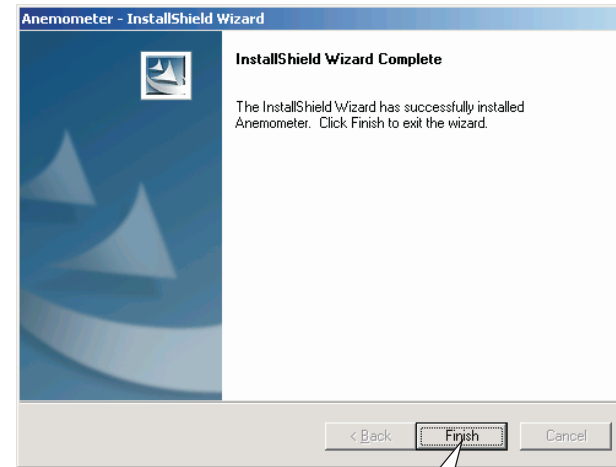 Anemometer - InstallShield Wizard
InstallShield Wizard Complete
The InstallShield Wizard has successfully installed
Anemometer. Click Finish to exit the wizard.
< Back
Finish
Cancel